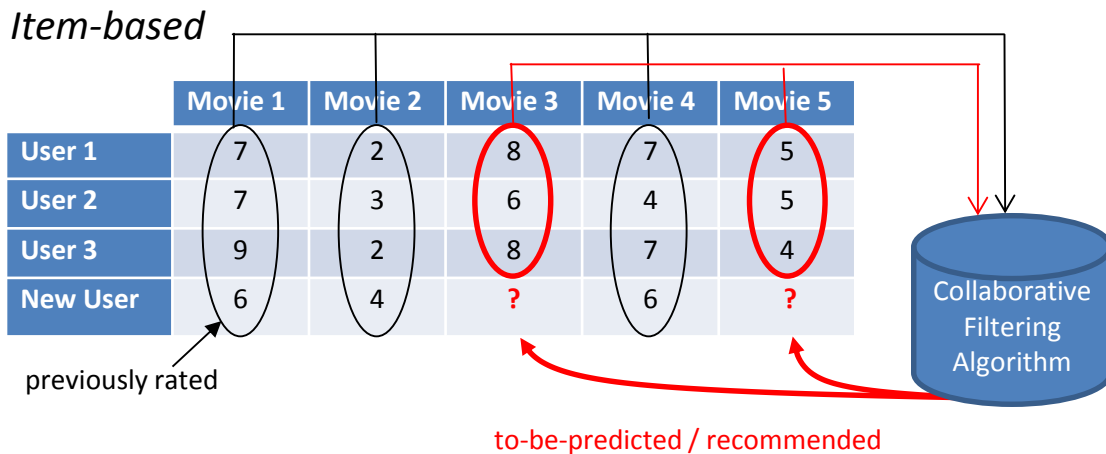 Item-based
Movie 1 Movie 2 Movie 3 Movie 4 Movie 5
User 1 7 2 8 7 5
User 2 7 3 6 4 5
User 3 9 2 8 7 4
New User 6 4 ? 6 ?
Collaborative
Filtering
Algorithm
previously rated
to-be-predicted / recommended